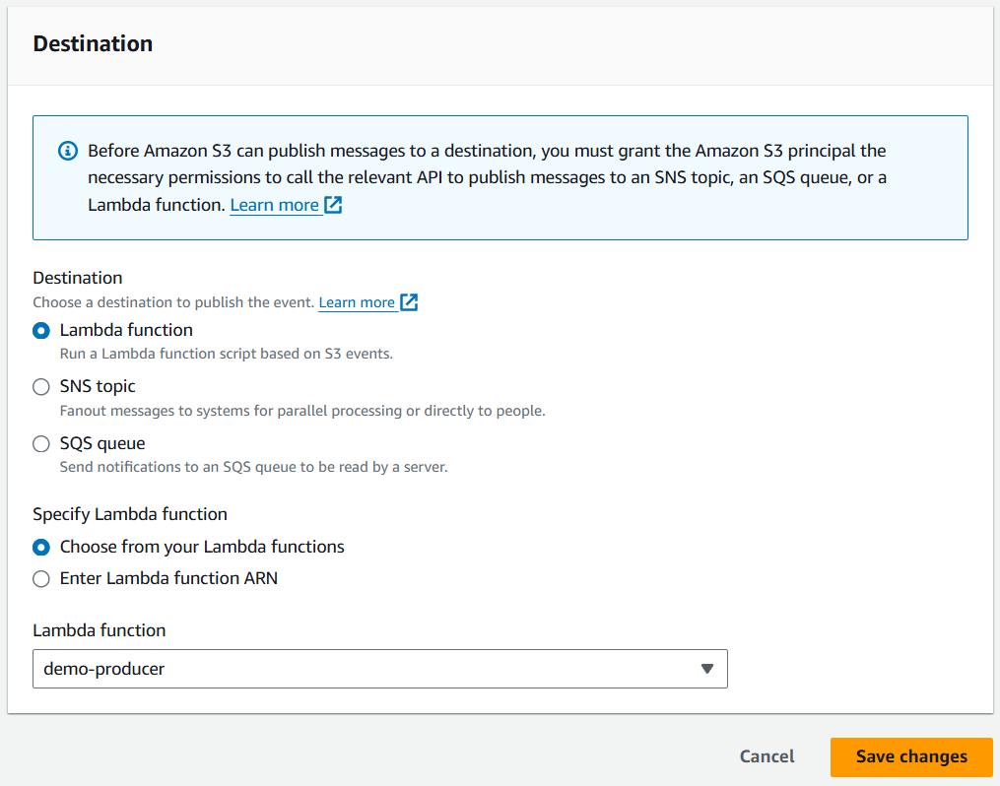 Destination
Before Amazon S3 can publish messages to a destination, you must grant the Amazon S3 principal the
necessary permissions to call the relevant API to publish messages to an SNS topic, an SQS queue, or a
Lambda function. Learn more
Destination
Choose a destination to publish the event. Learn more
Lambda function
Run a Lambda function script based on S3 events.
SNS topic
Fanout messages to systems for parallel processing or directly to people.
SQS queue
Send notifications to an SQS queue to be read by a server.
Specify Lambda function
Choose from your Lambda functions
Enter Lambda function ARN
Lambda function
demo-producer
Cancel
Save changes